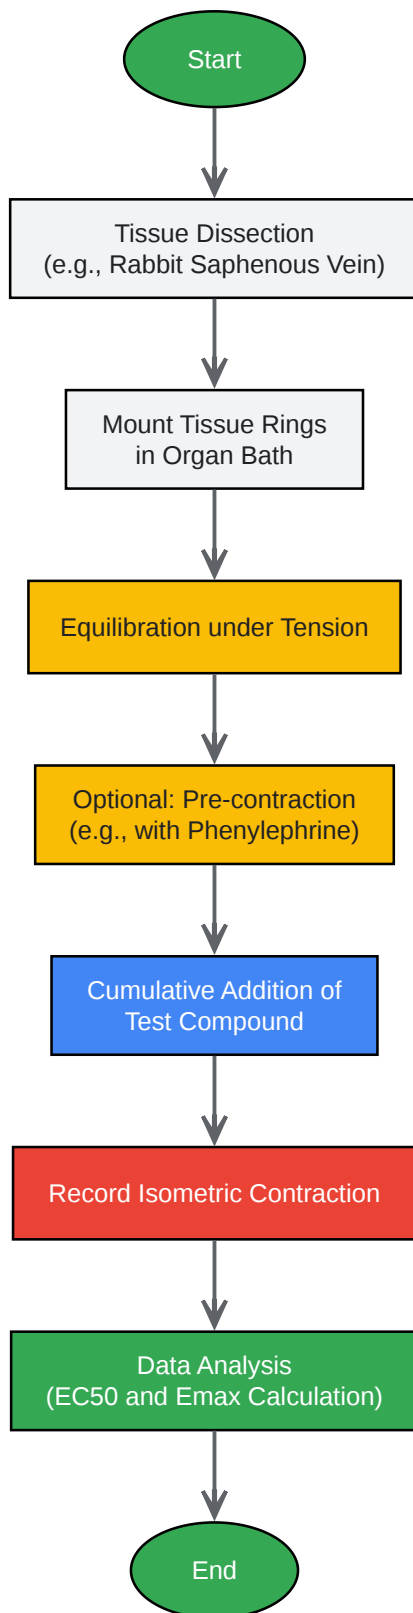 Start
Tissue Dissection
(e.g., Rabbit Saphenous Vein)
Mount Tissue Rings
in Organ Bath
Equilibration under Tension
Optional: Pre-contraction
(e.g., with Phenylephrine)
Cumulative Addition of
Test Compound
Record Isometric Contraction
Data Analysis
(EC50 and Emax Calculation)
End